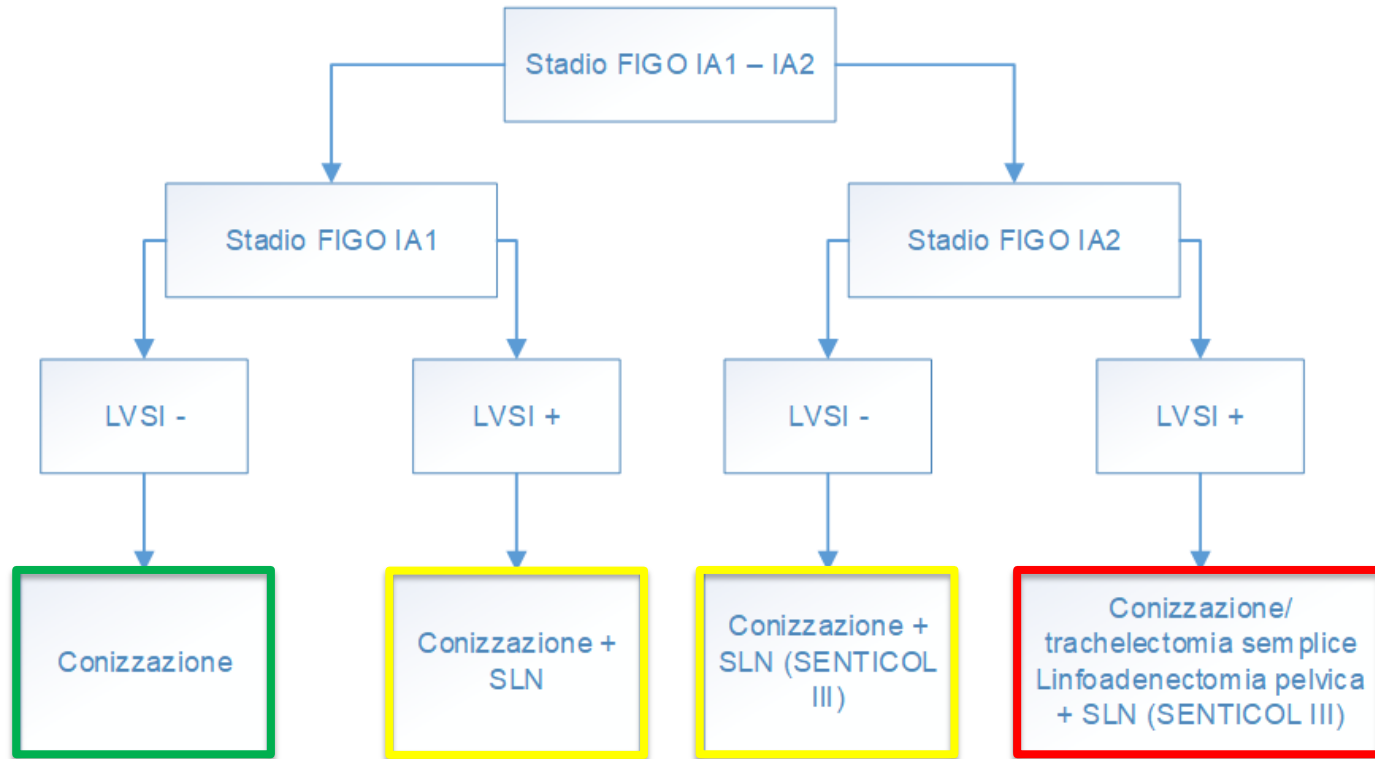 Stadio FIGO IA1 – IA2
Stadio FIGO IA1
Stadio FIGO IA2
LVSI -
LVSI +
LVSI -
LVSI +
Conizzazione
Conizzazione +
SLN
Conizzazione +
SLN (SENTICOL
III)
Conizzazione/
trachelectomia semplice
Linfoadenectomia pelvica
+ SLN (SENTICOL III)